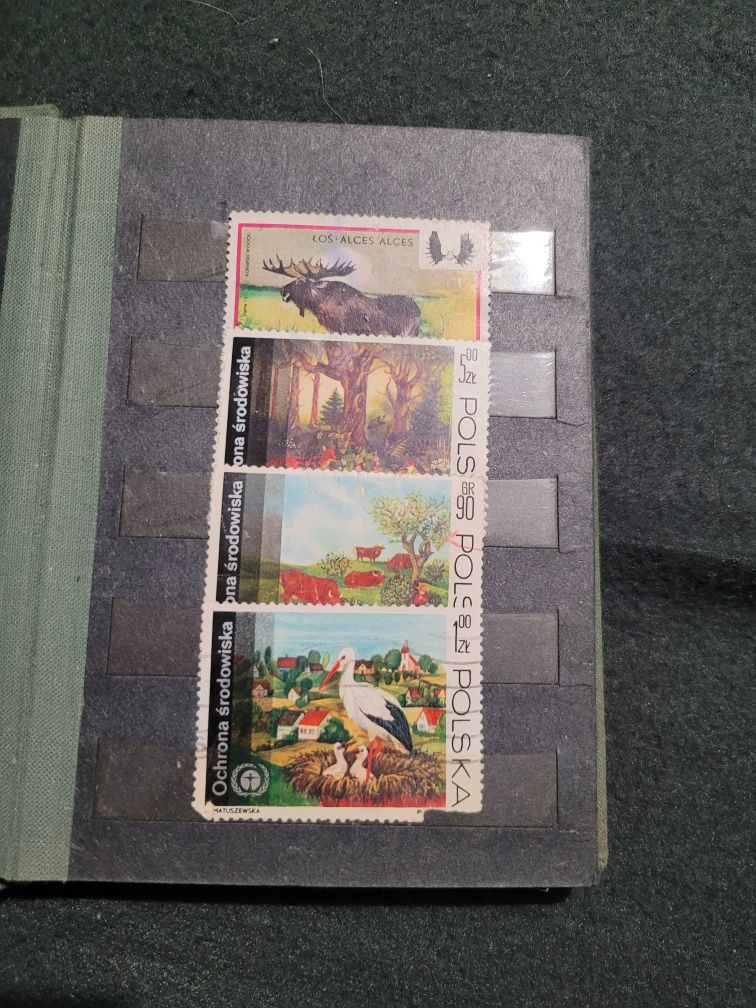 ŁOŚ · ALCES ALCES
5 00 ZŁ
ona środowiska
POLS
90 GR
ona środowiska
POLS
1 00 ZŁ
Ochrona środowiska
POLSKA
MATUSZEWSKA